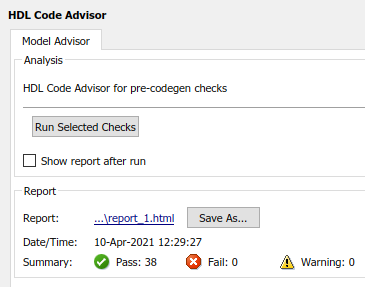 HDL Code Advisor
Model Advisor
Analysis
HDL Code Advisor for pre-codegen checks
Run Selected Checks
Show report after run
Report
Report: ...\report_1.html Save As...
Date/Time: 10-Apr-2021 12:29:27
Summary: Pass: 38 Fail: 0 Warning: 0